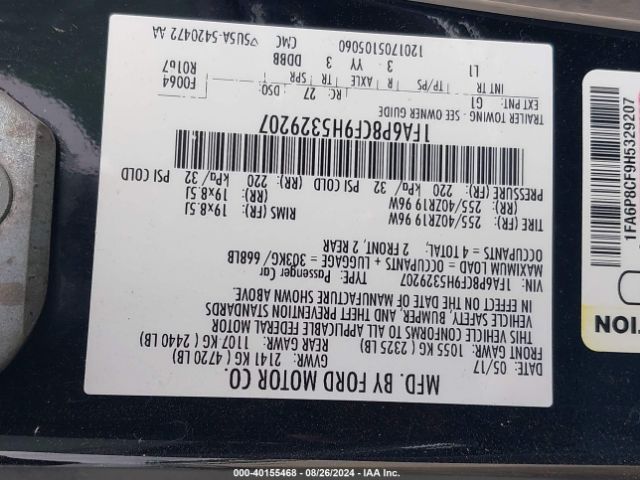 MFD. BY FORD MOTOR CO.
DATE: 05/17
GVWR: 2141 KG ( 4720 LB)
FRONT GAWR: 1055 KG ( 2325 LB)
REAR GAWR: 1107 KG ( 2440 LB)
VEHICLE CONFORMS TO ALL APPLICABLE FEDERAL MOTOR
VEHICLE SAFETY, BUMPER, AND THEFT PREVENTION STANDARDS
IN EFFECT ON THE DATE OF MANUFACTURE SHOWN ABOVE.
VIN: 1FA6P8CF9H5329207 TYPE: Passenger Car
MAXIMUM LOAD = OCCUPANTS + LUGGAGE = 303KG/ 668LB
OCCUPANTS = 4 TOTAL: 2 FRONT, 2 REAR
TIRE RIMS
(FR) 255/40ZR19 96W 19x8.5J
(RR) 255/40ZR19 96W 19x8.5J
PRESSURE (FR) 220 kPa/ 32 PSI COLD
(RR) 220 kPa/ 32 PSI COLD
1FA6P8CF9H5329207
TRAILER TOWING - SEE OWNER GUIDE
EXT PNT: G1 RC: 27 DSO: F0064
INT TR TP/PS R AXLE TR SPR R0167
L1 3 YY 3 DDBB
1201705105060 CMC
5U5A-5420472 AA
1FA6P8CF9H5329207
TION
000-40155468 - 08/26/2024 - IAA Inc.